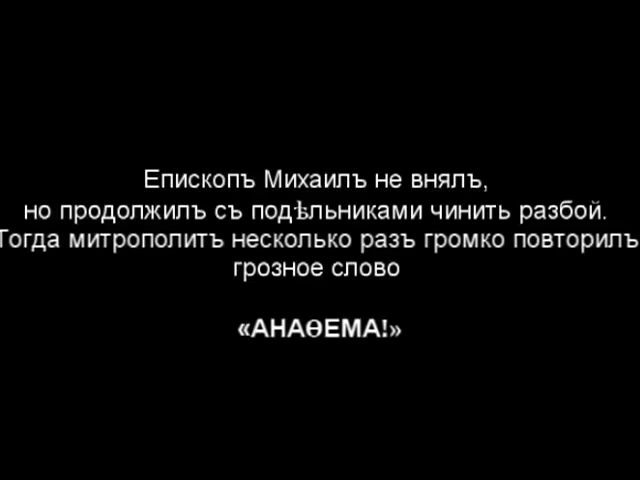 Епископъ Михаилъ не внялъ,
но продолжилъ съ подѣльниками чинить разбой.
Тогда митрополитъ несколько разъ громко повторилъ
грозное слово
«АНАѲЕМА!»